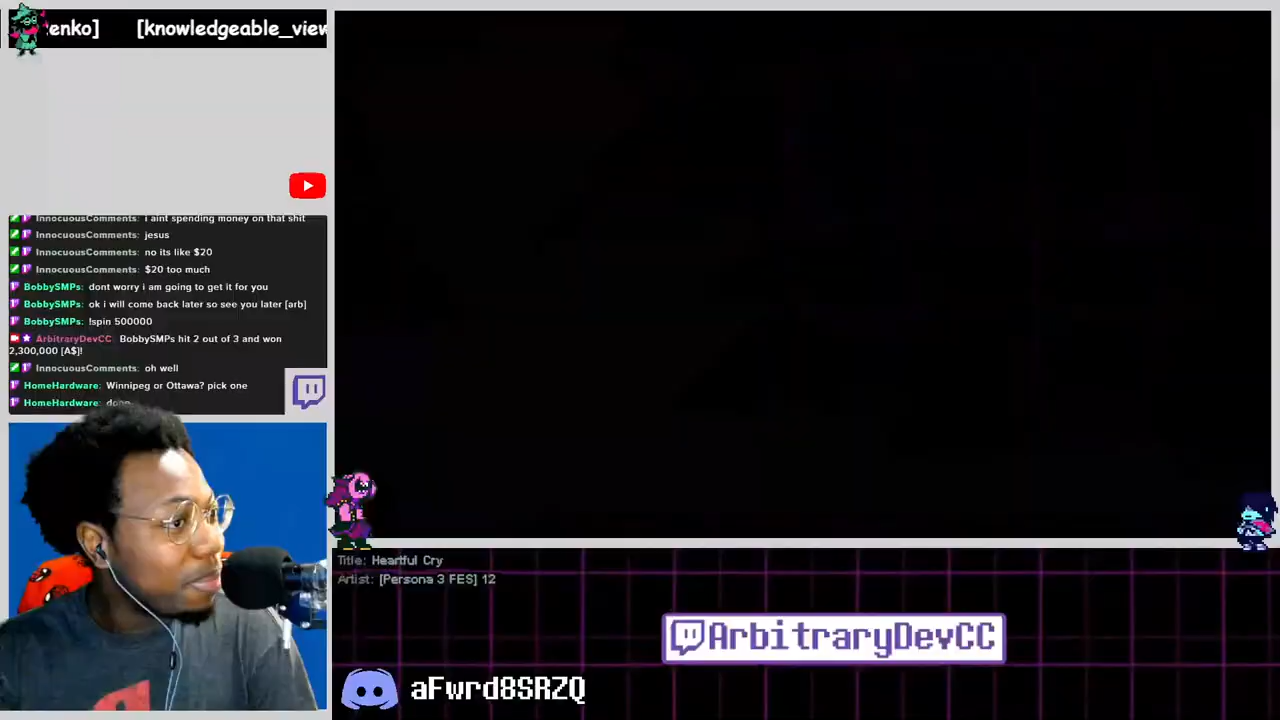 enko] [knowledgeable_view
InnocuousComments: i aint spending money on that shit
InnocuousComments: jesus
InnocuousComments: no its like $20
InnocuousComments: $20 too much
BobbySMPs: dont worry i am going to get it for you
BobbySMPs: ok i will come back later so see you later [arb]
BobbySMPs: !spin 500000
ArbitraryDevCC: BobbySMPs hit 2 out of 3 and won
2,300,000 [A$]!
InnocuousComments: oh well
HomeHardware: Winnipeg or Ottawa? pick one
HomeHardware:
Title: Heartful Cry
Artist: [Persona 3 FES] 12
ArbitraryDevCC
aFwrd8SRZQ